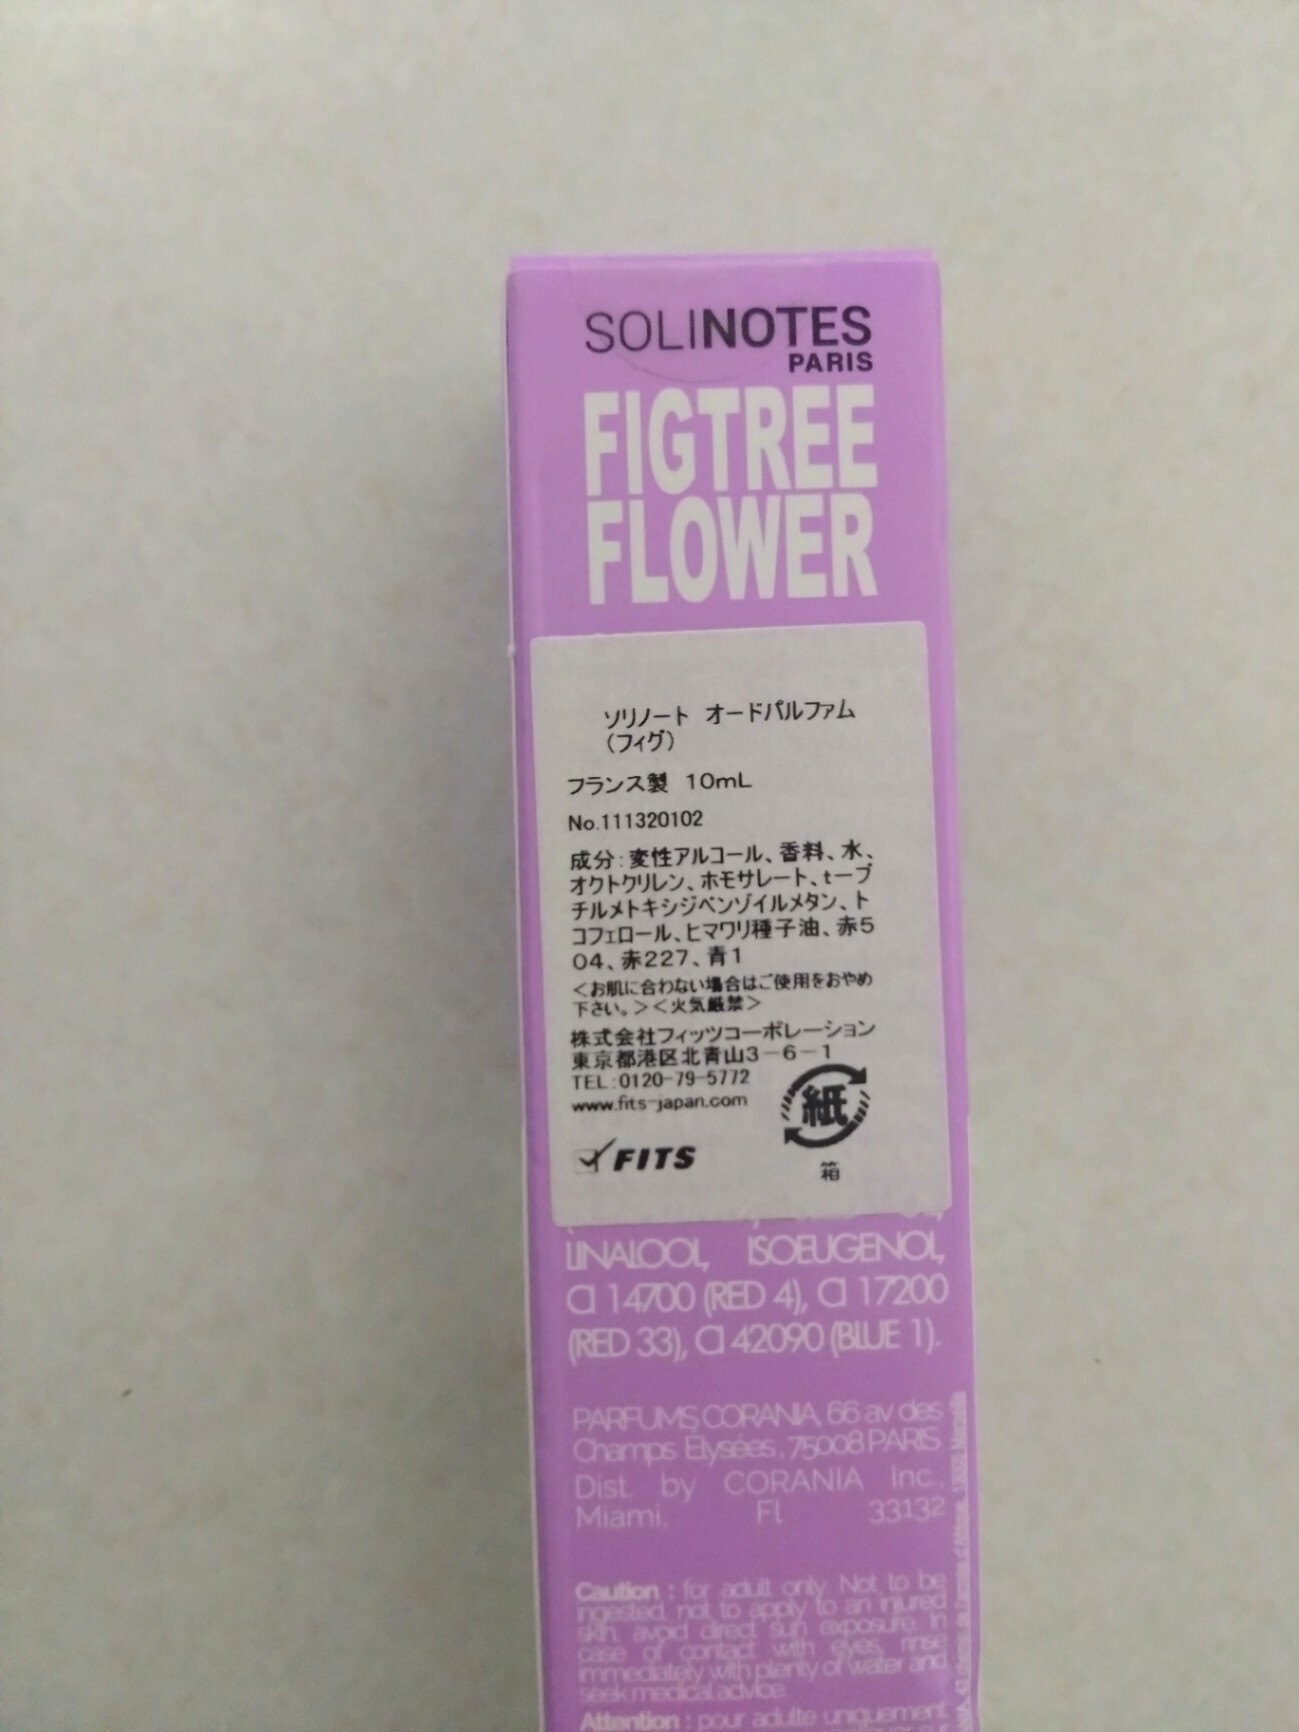 SOLINOTES
PARIS
FIGTREE
FLOWER
ソリノート オードパルファム
（フィグ）
フランス製 10mL
No.111320102
成分：変性アルコール、香料、水、
オクトクリレン、ホモサレート、t－ブ
チルメトキシジベンゾイルメタン、ト
コフェロール、ヒマワリ種子油、赤5
04、赤227、青1
＜お肌に合わない場合はご使用をおやめ
下さい。＞＜火気厳禁＞
株式会社フィッツコーポレーション
東京都港区北青山3－6－1
TEL:0120-79-5772
www.fits-japan.com
紙
FITS
箱
LINALOOL, ISOEUGENOL,
CI 14700 (RED 4), CI 17200
(RED 33), CI 42090 (BLUE 1).
PARFUMS CORANIA, 66 av des
Champs Elysées, 75008 PARIS
Dist. by CORANIA Inc.,
Miami, Fl 33132
Caution : for adult only. Not to be
ingested, not to apply to an injured
skin, avoid direct sun exposure. In
case of contact with eyes, rinse
immediately with plenty of water and
seek medical advice.
Attention : pour adulte uniquement